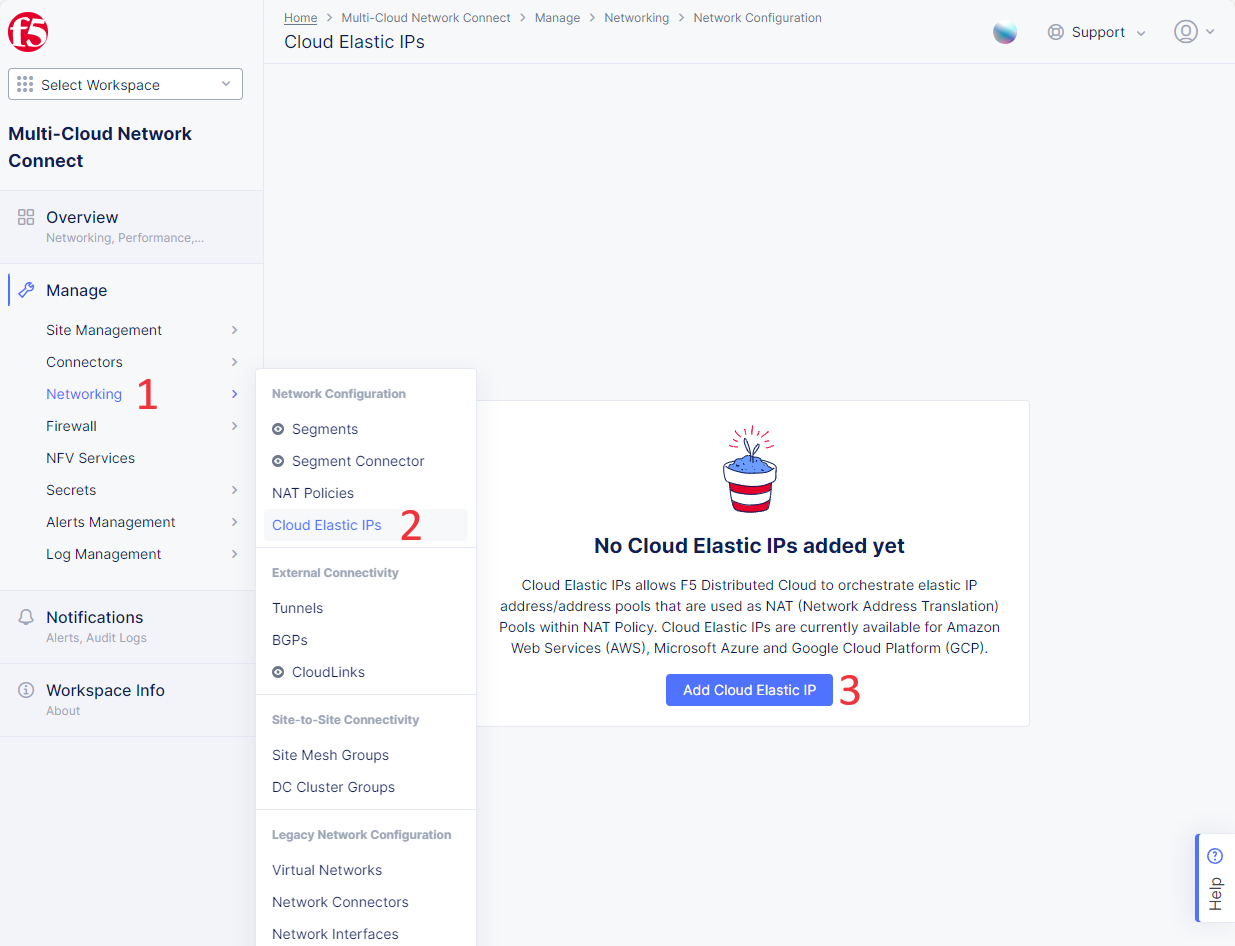 f5
Home > Multi-Cloud Network Connect > Manage > Networking > Network Configuration
Cloud Elastic IPs
Support
Select Workspace
Multi-Cloud Network
Connect
Overview
Networking, Performance,...
Manage
Site Management
Connectors
Networking 1
Firewall
NFV Services
Secrets
Alerts Management
Log Management
Notifications
Alerts, Audit Logs
Workspace Info
About
Network Configuration
Segments
Segment Connector
NAT Policies
Cloud Elastic IPs 2
External Connectivity
Tunnels
BGPs
CloudLinks
Site-to-Site Connectivity
Site Mesh Groups
DC Cluster Groups
Legacy Network Configuration
Virtual Networks
Network Connectors
Network Interfaces
No Cloud Elastic IPs added yet
Cloud Elastic IPs allows F5 Distributed Cloud to orchestrate elastic IP
address/address pools that are used as NAT (Network Address Translation)
Pools within NAT Policy. Cloud Elastic IPs are currently available for Amazon
Web Services (AWS), Microsoft Azure and Google Cloud Platform (GCP).
Add Cloud Elastic IP 3
Help